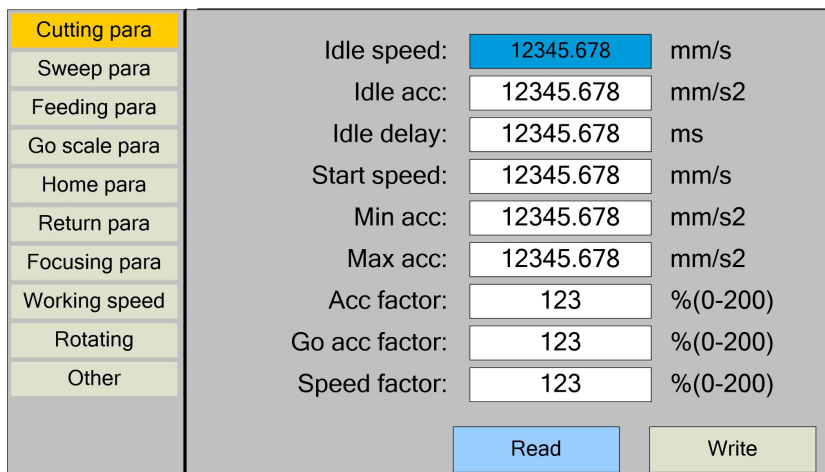 Cutting para
Sweep para
Feeding para
Go scale para
Home para
Return para
Focusing para
Working speed
Rotating
Other
Idle speed: 12345.678 mm/s
Idle acc: 12345.678 mm/s2
Idle delay: 12345.678 ms
Start speed: 12345.678 mm/s
Min acc: 12345.678 mm/s2
Max acc: 12345.678 mm/s2
Acc factor: 123 %(0-200)
Go acc factor: 123 %(0-200)
Speed factor: 123 %(0-200)
Read Write